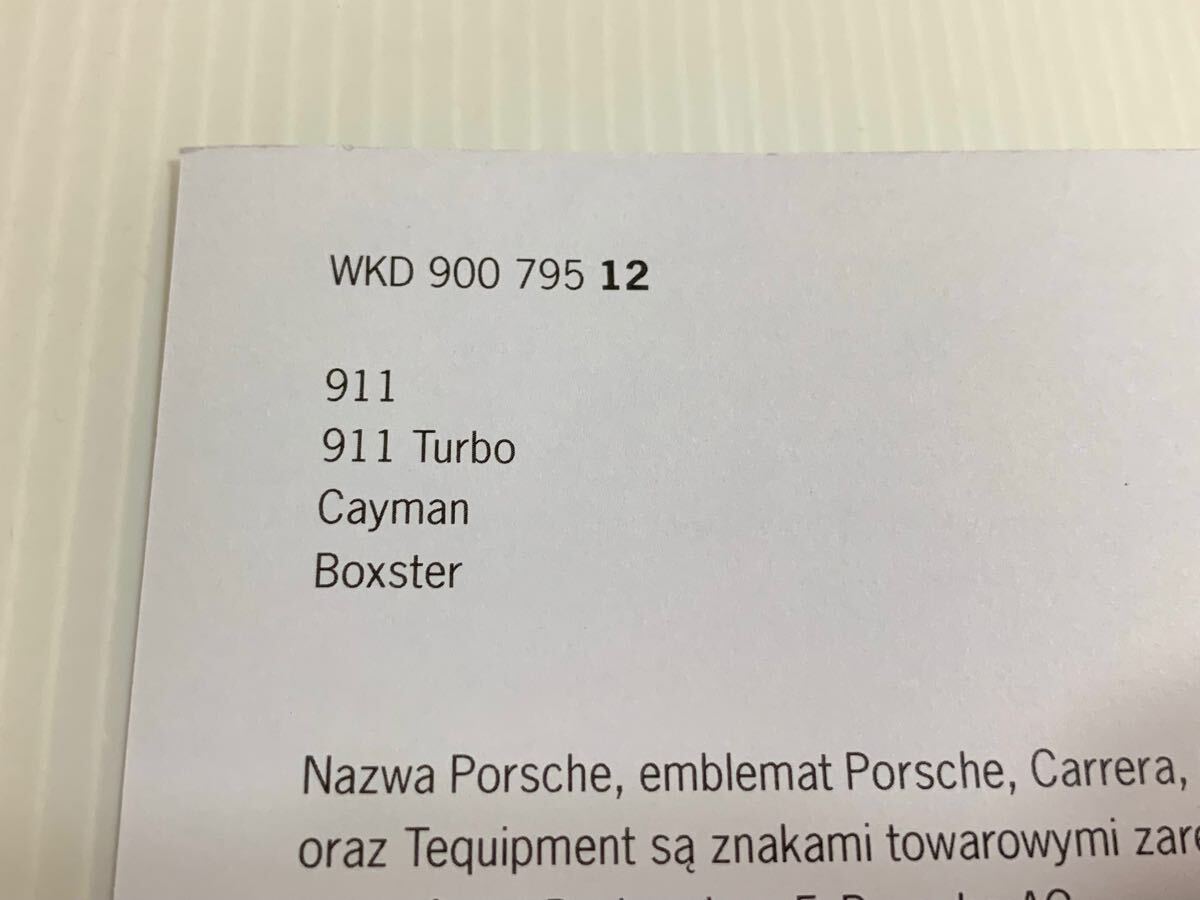 WKD 900 795 12
911
911 Turbo
Cayman
Boxster
Nazwa Porsche, emblemat Porsche, Carrera,
oraz Tequipment są znakami towarowymi